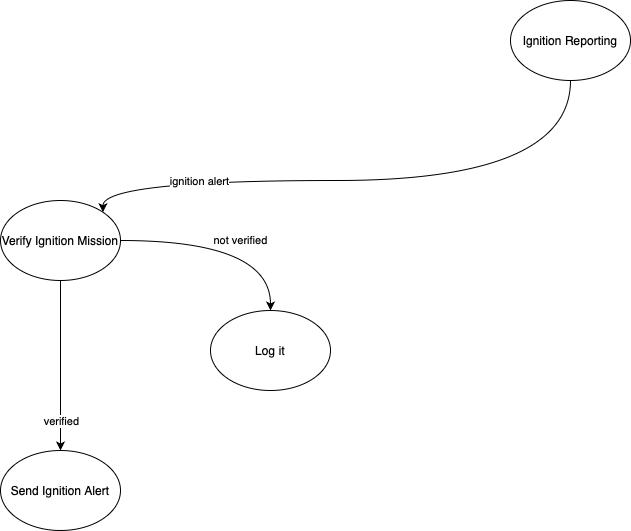 Ignition Reporting
ignition alert
Verify Ignition Mission
not verified
Log it
verified
Send Ignition Alert